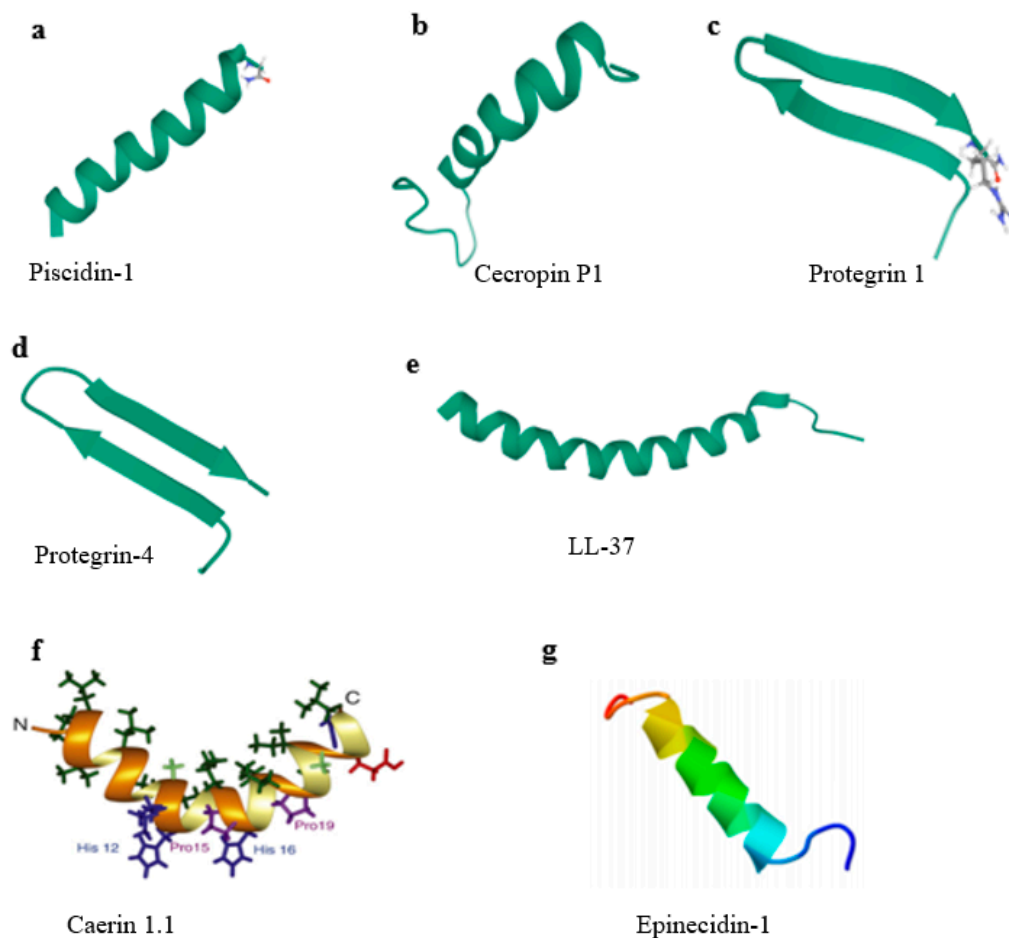 a
b
c
Piscidin-1
Cecropin P1
Protegrin 1
d
e
Protegrin-4
LL-37
f
g
N
C
Pro19
His 12
Pro15
His 16
Caerin 1.1
Epinecidin-1